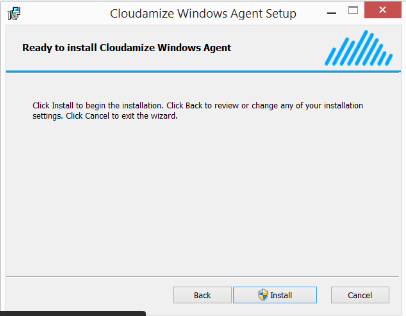 Cloudamize Windows Agent Setup
Ready to install Cloudamize Windows Agent
Click Install to begin the installation. Click Back to review or change any of your installation
settings. Click Cancel to exit the wizard.
Back
Install
Cancel